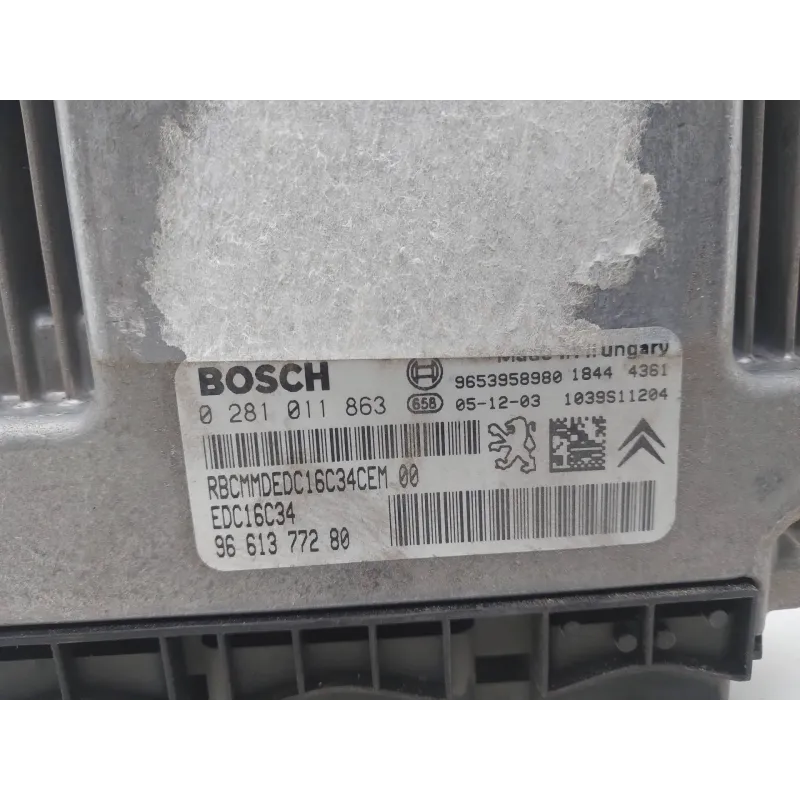 Made in Hungary
BOSCH 9653958980 1844 4361
0 281 011 863 658 05-12-03 1039S11204
RBCMMDEDC16C34CEM 00
EDC16C34
96 613 772 80